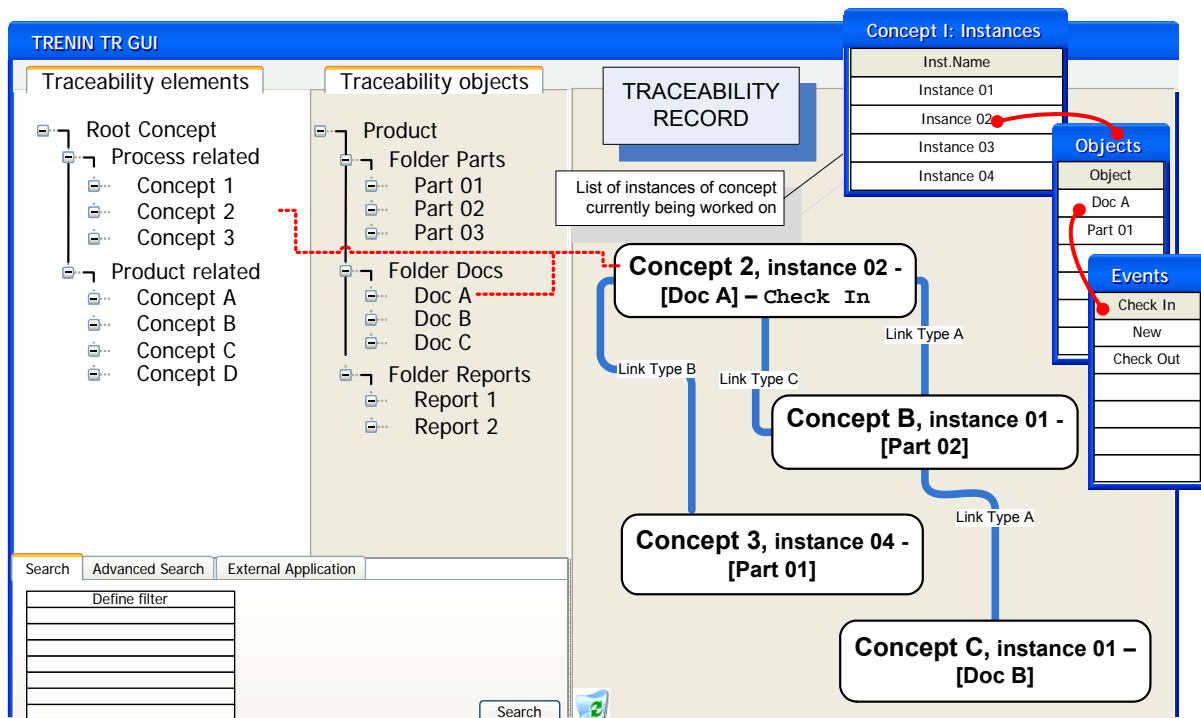 TRENIN TR GUI
Traceability elements
Root Concept
Process related
Concept 1
Concept 2
Concept 3
Product related
Concept A
Concept B
Concept C
Concept D
Traceability objects
Product
Folder Parts
Part 01
Part 02
Part 03
Folder Docs
Doc A
Doc B
Doc C
Folder Reports
Report 1
Report 2
TRACEABILITY
RECORD
List of instances of concept
currently being worked on
Concept I: Instances
Inst.Name
Instance 01
Insance 02
Instance 03
Instance 04
Objects
Object
Doc A
Part 01
Events
Check In
New
Check Out
Concept 2, instance 02 -
[Doc A] – Check In
Link Type A
Link Type B
Link Type C
Concept B, instance 01 -
[Part 02]
Link Type A
Concept 3, instance 04 -
[Part 01]
Concept C, instance 01 –
[Doc B]
Search
Advanced Search
External Application
Define filter
Search